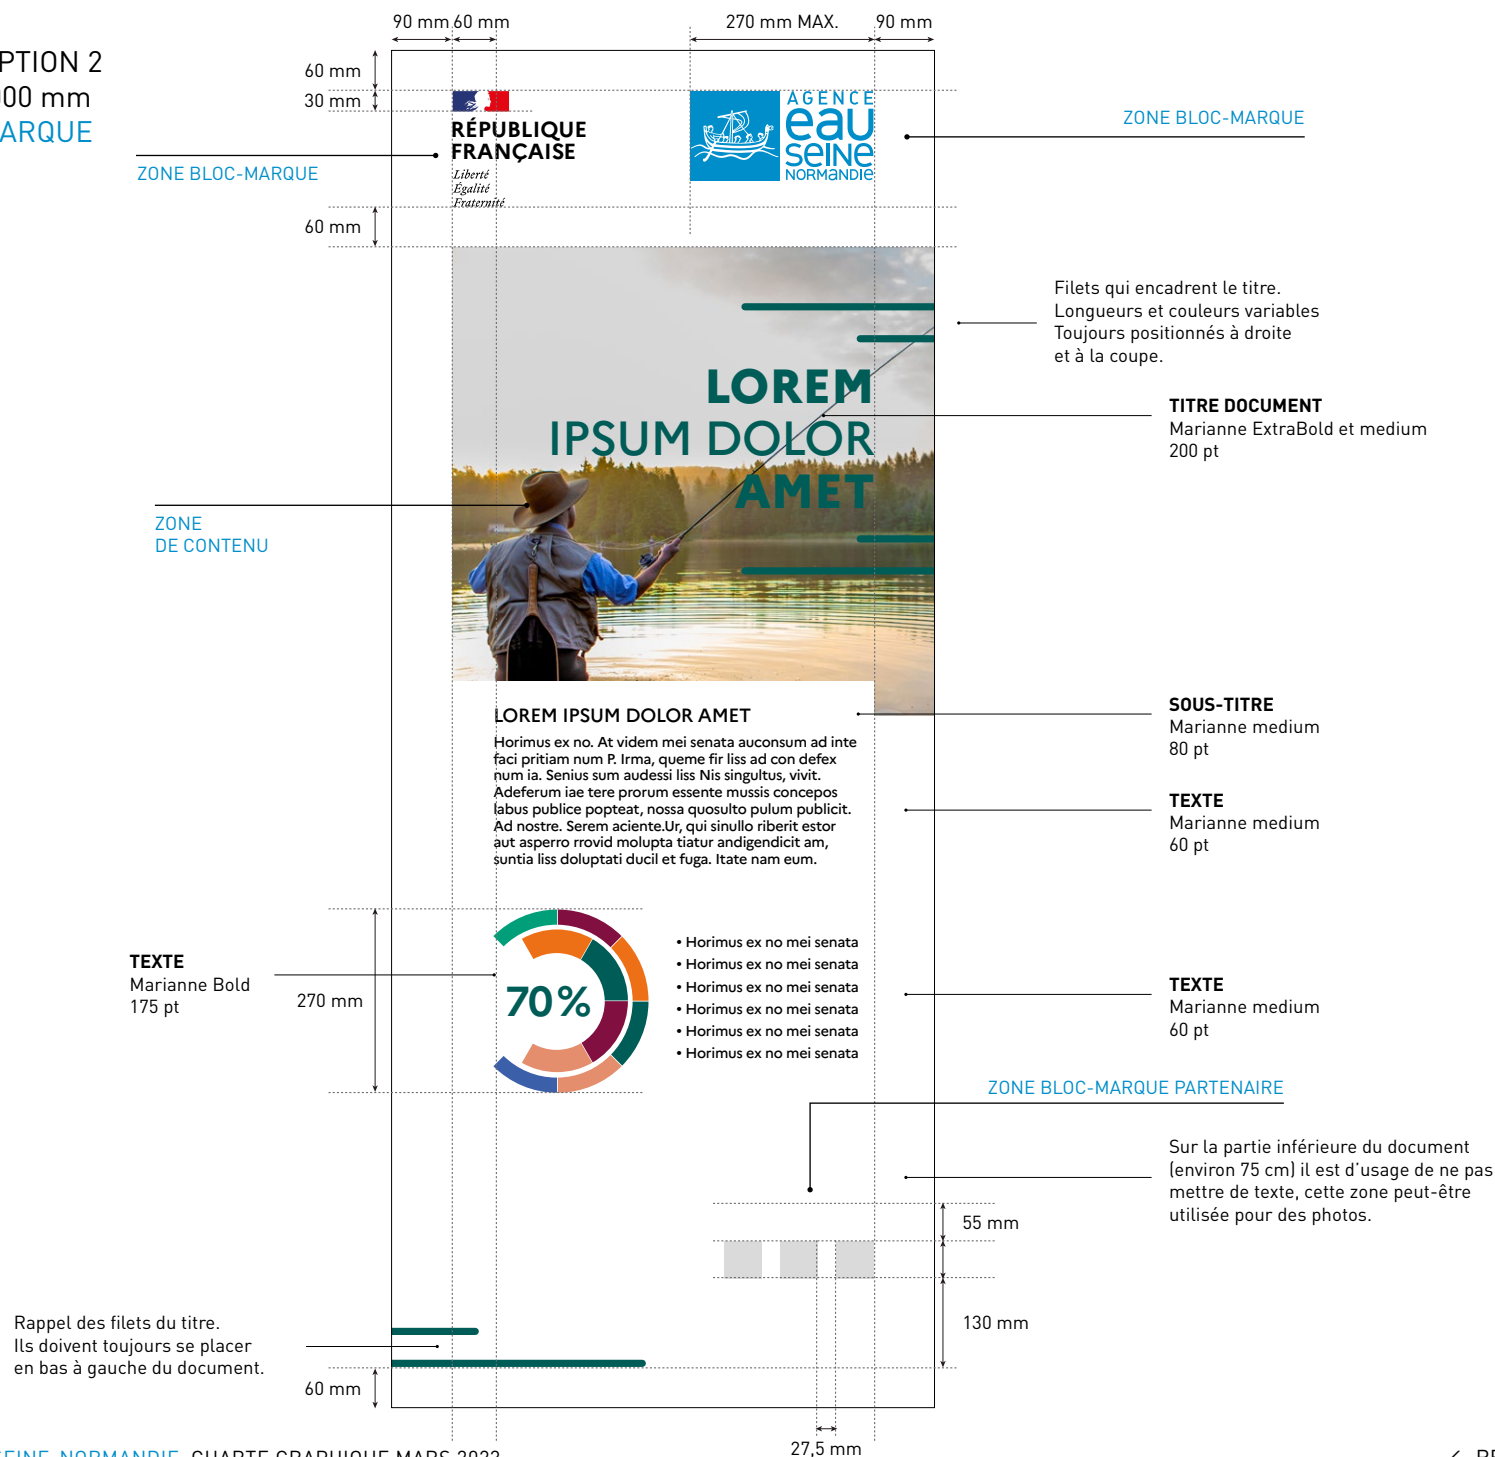 90 mm 60 mm
270 mm MAX.
90 mm
PTION 2
00 mm
ARQUE
60 mm
30 mm
RÉPUBLIQUE
FRANÇAISE
Liberté
Égalité
Fraternité
AGENCE
eau
SEINE
NORMANDIE
ZONE BLOC-MARQUE
ZONE BLOC-MARQUE
60 mm
Filets qui encadrent le titre.
Longueurs et couleurs variables
Toujours positionnés à droite
et à la coupe.
LOREM
IPSUM DOLOR
AMET
TITRE DOCUMENT
Marianne ExtraBold et medium
200 pt
ZONE
DE CONTENU
LOREM IPSUM DOLOR AMET
Horimus ex no. At videm mei senata auconsum ad inte
faci pritiam num P. Irma, queme fir liss ad con defex
num ia. Senius sum audessi liss Nis singultus, vivit.
Adeferum iae tere prorum essente mussis concepos
labus publice popteat, nossa quosulto pulum publicit.
Ad nostre. Serem aciente.Ur, qui sinullo riberit estor
aut asperro rrovid molupta tiatur andigendicit am,
suntia liss doluptati ducil et fuga. Itate nam eum.
SOUS-TITRE
Marianne medium
80 pt
TEXTE
Marianne medium
60 pt
TEXTE
Marianne Bold
175 pt
270 mm
70%
• Horimus ex no mei senata
• Horimus ex no mei senata
• Horimus ex no mei senata
• Horimus ex no mei senata
• Horimus ex no mei senata
• Horimus ex no mei senata
TEXTE
Marianne medium
60 pt
ZONE BLOC-MARQUE PARTENAIRE
Sur la partie inférieure du document
(environ 75 cm) il est d'usage de ne pas
mettre de texte, cette zone peut-être
utilisée pour des photos.
55 mm
130 mm
Rappel des filets du titre.
Ils doivent toujours se placer
en bas à gauche du document.
60 mm
27,5 mm